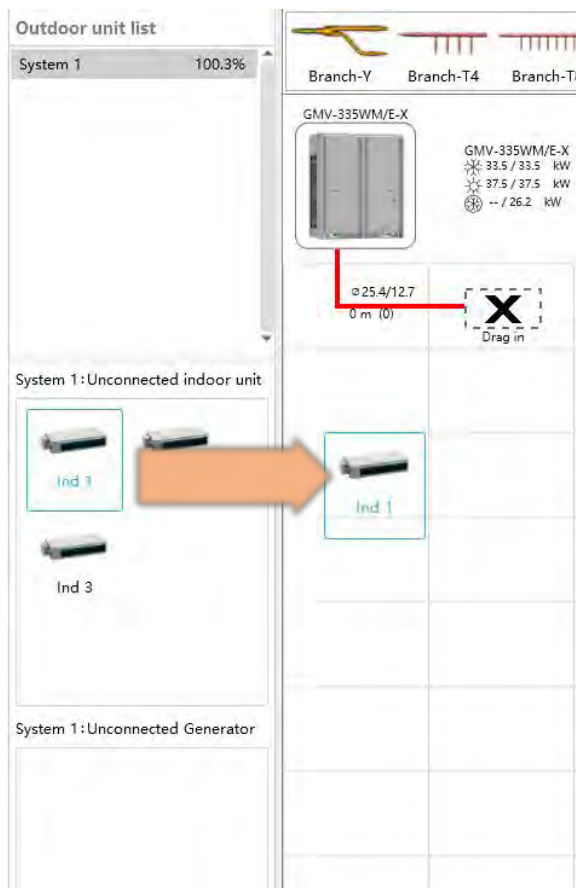 Outdoor unit list
System 1 100.3%
Branch-Y Branch-T4
GMV-335WM/E-X
GMV-335WM/E-X
33.5 / 33.5 kW
37.5 / 37.5 kW
-- / 26.2 kW
⌀25.4/12.7
0 m (0)
Drag in
System 1:Unconnected indoor unit
Ind 1
Ind 3
Ind 1
System 1:Unconnected Generator